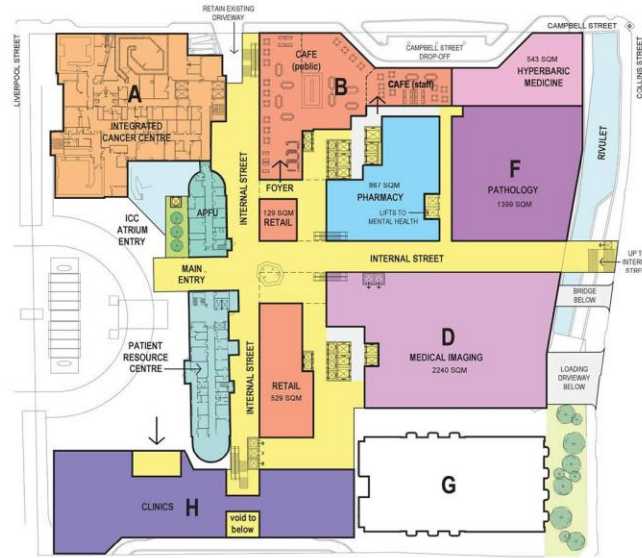 RETAIN EXISTING
DRIVEWAY
CAMPBELL STREET
LIVERPOOL STREET
COLLINS STREET
CAMPBELL STREET
DROP-OFF
CAFE
(public)
B
CAFE (staff)
543 SQM
HYPERBARIC
MEDICINE
A
INTEGRATED
CANCER CENTRE
RIVULET
INTERNAL STREET
F
PATHOLOGY
1399 SQM
867 SQM
PHARMACY
LIFTS TO
MENTAL HEALTH
FOYER
129 SQM
RETAIL
APFU
ICC
ATRIUM
ENTRY
MAIN
ENTRY
INTERNAL STREET
UP T
INTER
STRE
BRIDGE
BELOW
D
MEDICAL IMAGING
2240 SQM
PATIENT
RESOURCE
CENTRE
INTERNAL STREET
RETAIL
529 SQM
LOADING
DRVIEWAY
BELOW
G
CLINICS
H
void to
below